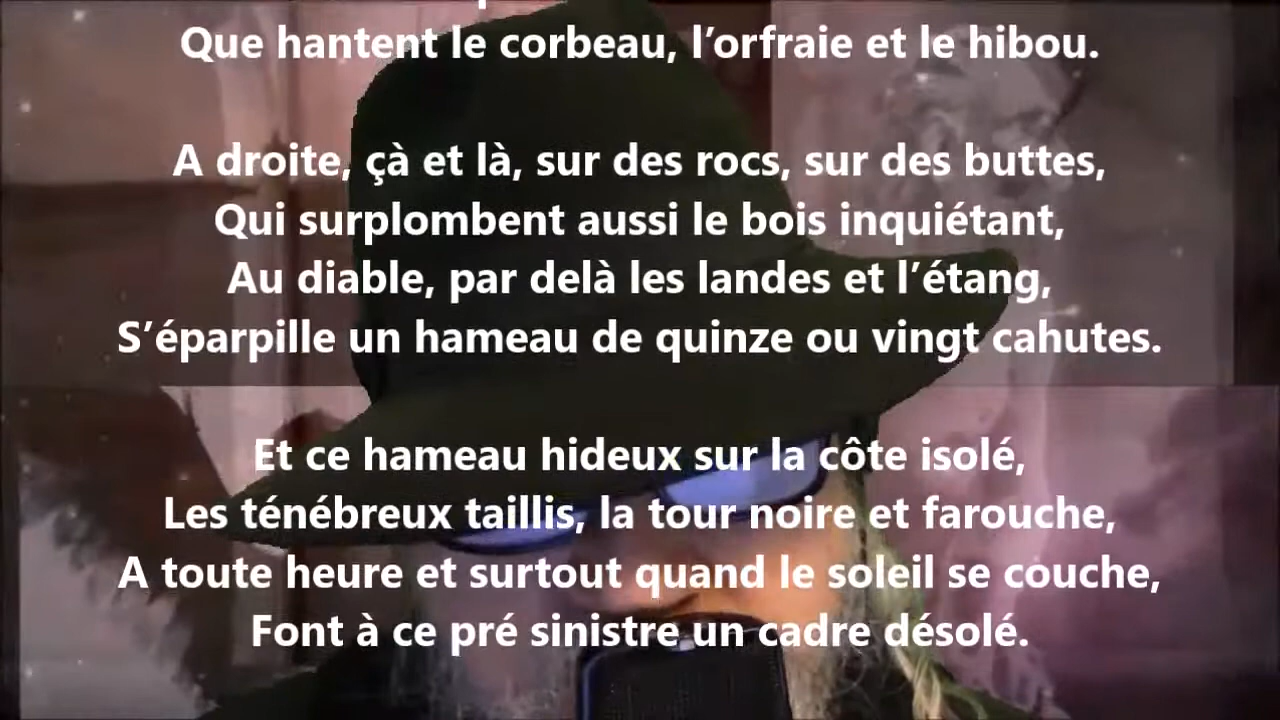 Que hantent le corbeau, l’orfraie et le hibou.
A droite, çà et là, sur des rocs, sur des buttes,
Qui surplombent aussi le bois inquiétant,
Au diable, par delà les landes et l’étang,
S’éparpille un hameau de quinze ou vingt cahutes.
Et ce hameau hideux sur la côte isolé,
Les ténébreux taillis, la tour noire et farouche,
A toute heure et surtout quand le soleil se couche,
Font à ce pré sinistre un cadre désolé.